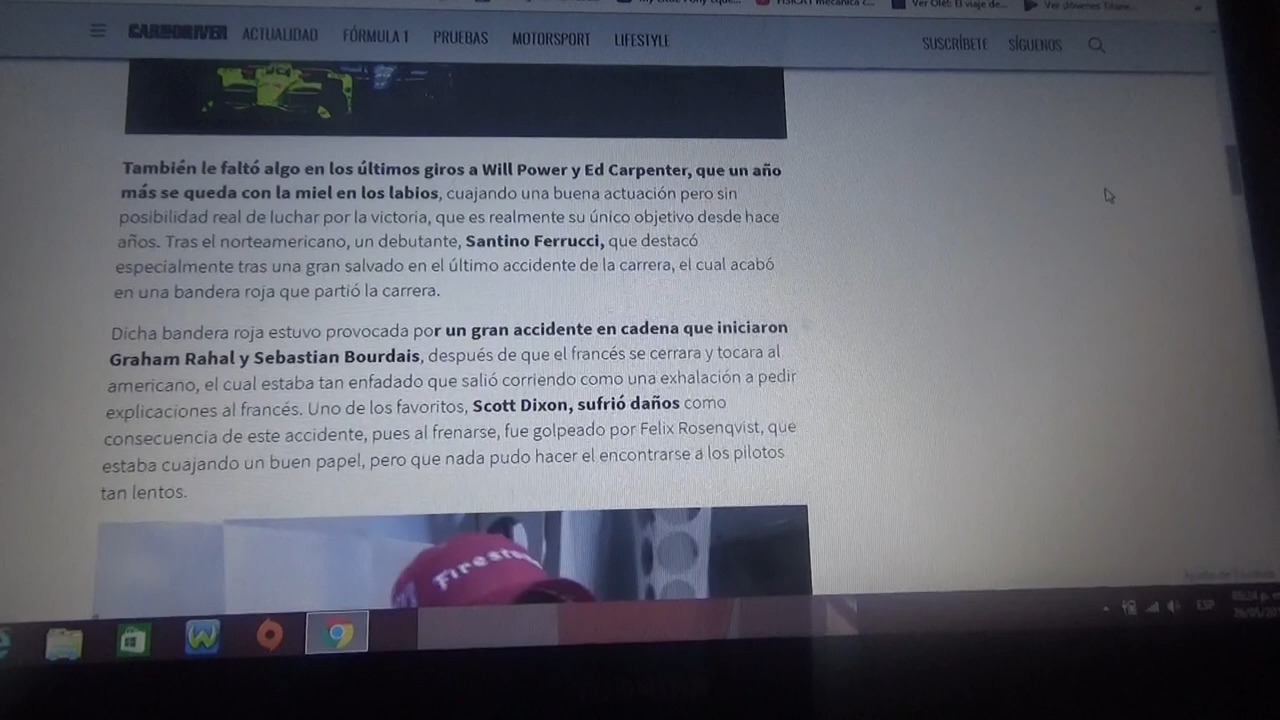 CAR AND DRIVER ACTUALIDAD FÓRMULA 1 PRUEBAS MOTORSPORT LIFESTYLE SUSCRÍBETE SÍGUENOS
También le faltó algo en los últimos giros a Will Power y Ed Carpenter, que un año
más se queda con la miel en los labios, cuajando una buena actuación pero sin
posibilidad real de luchar por la victoria, que es realmente su único objetivo desde hace
años. Tras el norteamericano, un debutante, Santino Ferrucci, que destacó
especialmente tras una gran salvado en el último accidente de la carrera, el cual acabó
en una bandera roja que partió la carrera.
Dicha bandera roja estuvo provocada por un gran accidente en cadena que iniciaron
Graham Rahal y Sebastian Bourdais, después de que el francés se cerrara y tocara al
americano, el cual estaba tan enfadado que salió corriendo como una exhalación a pedir
explicaciones al francés. Uno de los favoritos, Scott Dixon, sufrió daños como
consecuencia de este accidente, pues al frenarse, fue golpeado por Felix Rosenqvist, que
estaba cuajando un buen papel, pero que nada pudo hacer el encontrarse a los pilotos
tan lentos.
Firestone
ESP